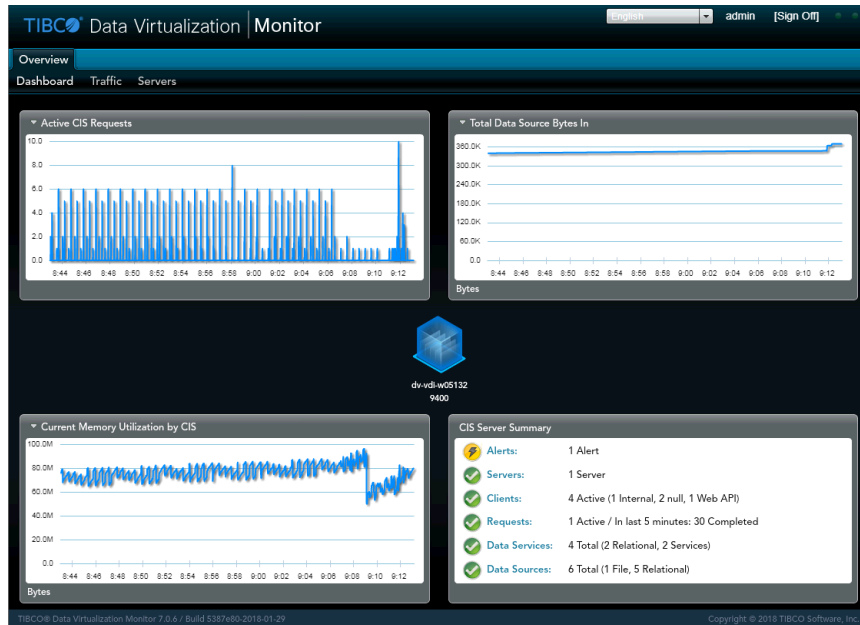 TIBCO® Data Virtualization | Monitor
English
admin
[Sign Off]
Overview
Dashboard Traffic Servers
Active CIS Requests
10.0
8.0
6.0
4.0
2.0
0.0
8:44 8:46 8:48 8:50 8:52 8:54 8:56 8:58 9:00 9:02 9:04 9:06 9:08 9:10 9:12
Total Data Source Bytes In
360.0K
300.0K
240.0K
180.0K
120.0K
60.0K
0.0
8:44 8:46 8:48 8:50 8:52 8:54 8:56 8:58 9:00 9:02 9:04 9:06 9:08 9:10 9:12
Bytes
dv-vdi-w05132
9400
Current Memory Utilization by CIS
100.0M
80.0M
60.0M
40.0M
20.0M
0.0
8:44 8:46 8:48 8:50 8:52 8:54 8:56 8:58 9:00 9:02 9:04 9:06 9:08 9:10 9:12
Bytes
CIS Server Summary
Alerts: 1 Alert
Servers: 1 Server
Clients: 4 Active (1 Internal, 2 null, 1 Web API)
Requests: 1 Active / In last 5 minutes: 30 Completed
Data Services: 4 Total (2 Relational, 2 Services)
Data Sources: 6 Total (1 File, 5 Relational)
TIBCO® Data Virtualization Monitor 7.0.6 / Build 5387e80-2018-01-29
Copyright © 2018 TIBCO Software, Inc.